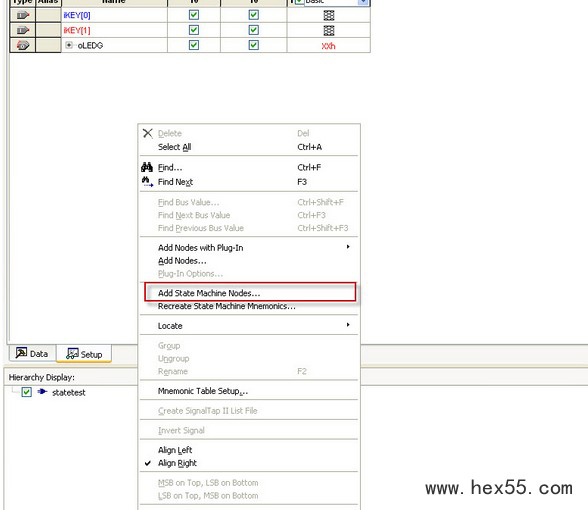 Type Alias Name 16 16 1 Basic
iKEY[0]
iKEY[1]
oLEDG XXh
Delete Del
Select All Ctrl+A
Find... Ctrl+F
Find Next F3
Find Bus Value... Ctrl+Shift+F
Find Next Bus Value Ctrl+F3
Find Previous Bus Value Ctrl+Shift+F3
Add Nodes with Plug-In
Add Nodes...
Plug-In Options...
Add State Machine Nodes...
Recreate State Machine Mnemonics...
Locate
Group
Ungroup
Rename F2
Mnemonic Table Setup...
Create SignalTap II List File
Invert Signal
Align Left
Align Right
MSB on Top, LSB on Bottom
LSB on Top, MSB on Bottom
Data Setup
Hierarchy Display:
statetest
www.hex55.com